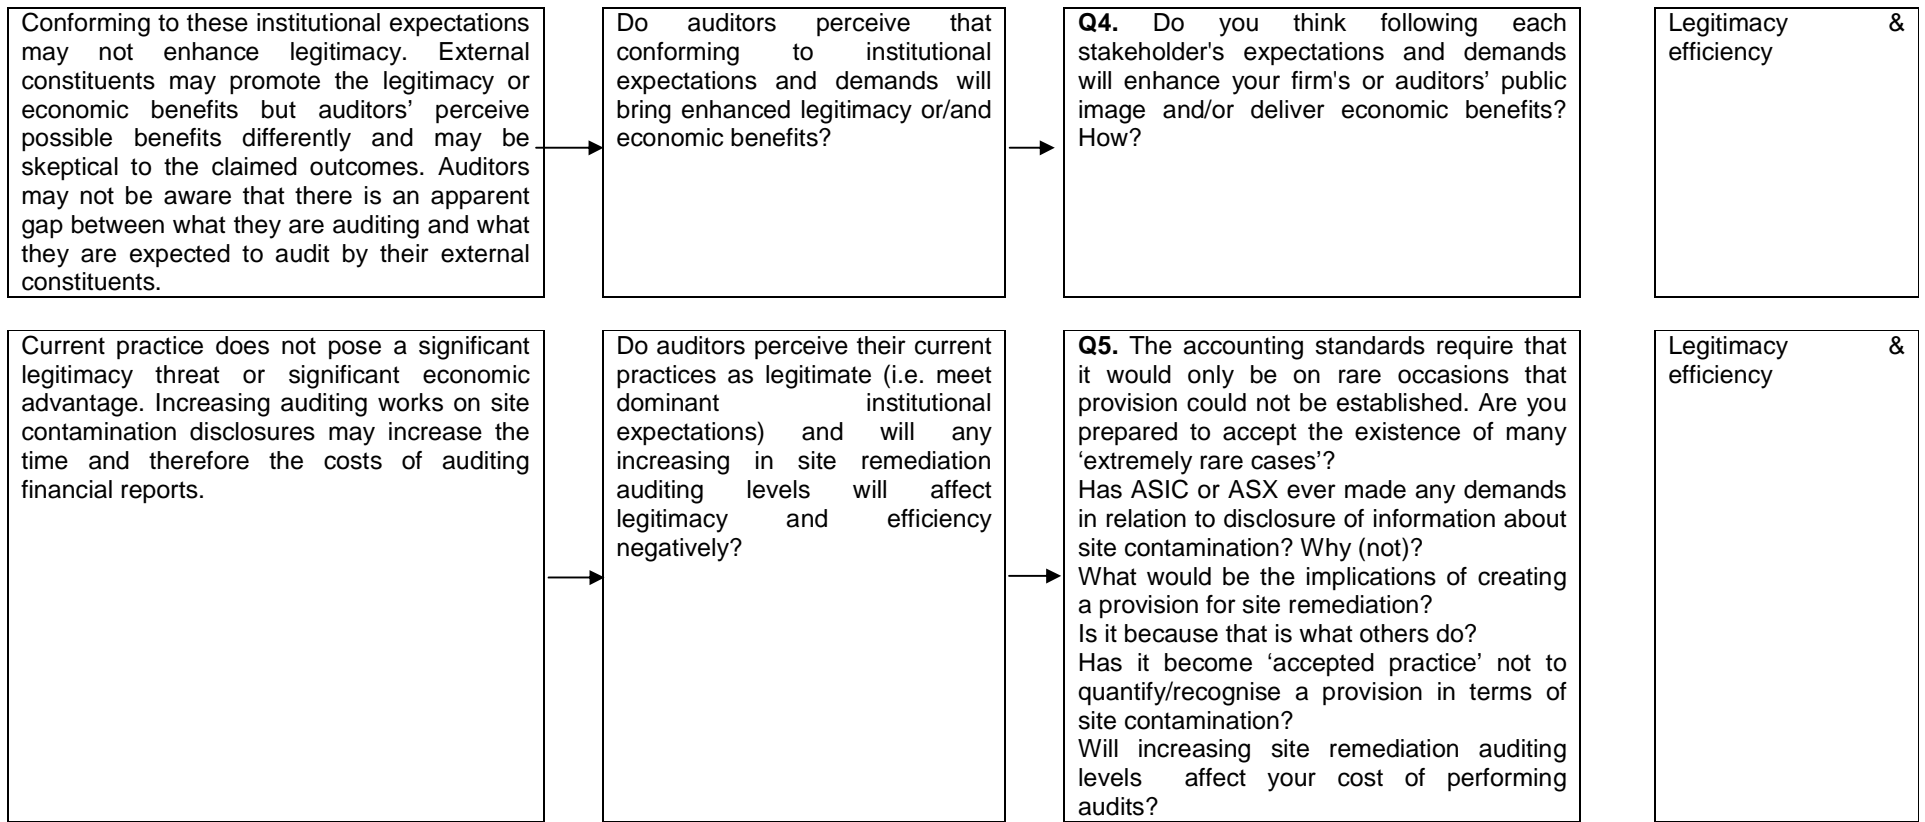 Conforming to these institutional expectations
may not enhance legitimacy. External
constituents may promote the legitimacy or
economic benefits but auditors' perceive
possible benefits differently and may be
skeptical to the claimed outcomes. Auditors
may not be aware that there is an apparent
gap between what they are auditing and what
they are expected to audit by their external
constituents.
Do auditors perceive that
conforming to institutional
expectations and demands will
bring enhanced legitimacy or/and
economic benefits?
Q4. Do you think following each
stakeholder's expectations and demands
will enhance your firm's or auditors' public
image and/or deliver economic benefits?
How?
Legitimacy &
efficiency
Current practice does not pose a significant
legitimacy threat or significant economic
advantage. Increasing auditing works on site
contamination disclosures may increase the
time and therefore the costs of auditing
financial reports.
Do auditors perceive their current
practices as legitimate (i.e. meet
dominant institutional
expectations) and will any
increasing in site remediation
auditing levels will affect
legitimacy and efficiency
negatively?
Q5. The accounting standards require that
it would only be on rare occasions that
provision could not be established. Are you
prepared to accept the existence of many
'extremely rare cases'?
Has ASIC or ASX ever made any demands
in relation to disclosure of information about
site contamination? Why (not)?
What would be the implications of creating
a provision for site remediation?
Is it because that is what others do?
Has it become 'accepted practice' not to
quantify/recognise a provision in terms of
site contamination?
Will increasing site remediation auditing
levels affect your cost of performing
audits?
Legitimacy &
efficiency